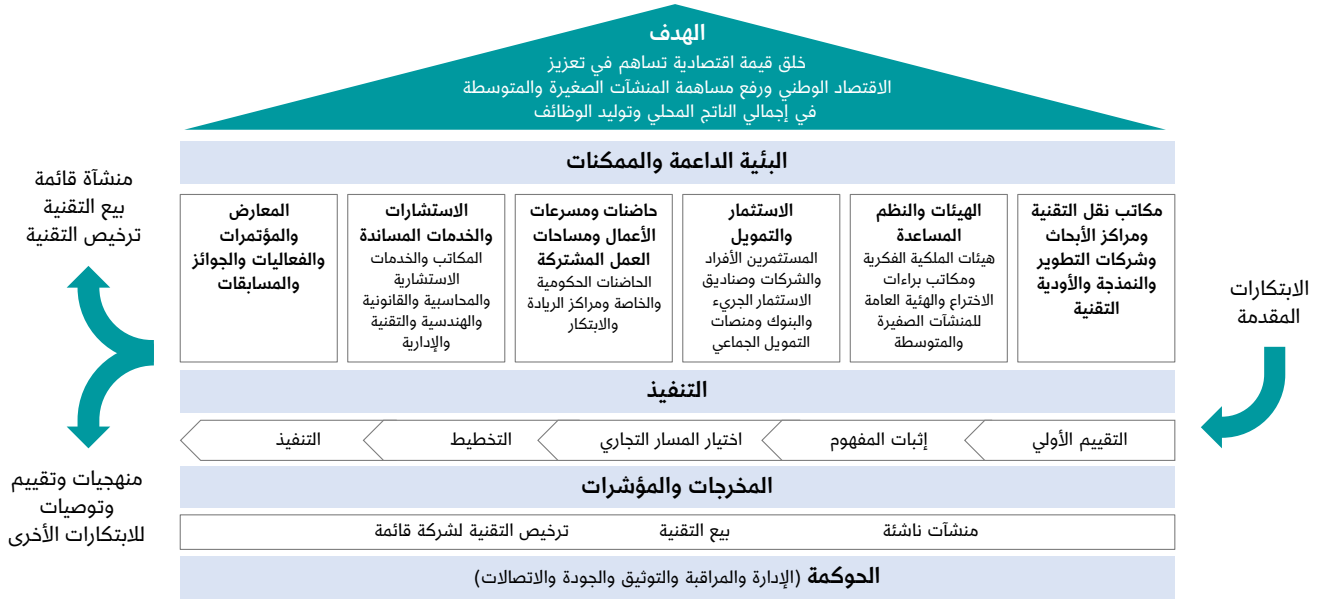 الهدف
خلق قيمة اقتصادية تساهم في تعزيز
الاقتصاد الوطني ورفع مساهمة المنشآت الصغيرة والمتوسطة
في إجمالي الناتج المحلي وتوليد الوظائف
البئية الداعمة والممكنات
مكاتب نقل التقنية
ومراكز الأبحاث
وشركات التطوير
والنمذجة والأودية
التقنية
الهيئات والنظم
المساعدة
هيئات الملكية الفكرية
ومكاتب براءات
الاختراع والهئية العامة
للمنشآت الصغيرة
والمتوسطة
الاستثمار
والتمويل
المستثمرين الأفراد
والشركات وصناديق
الاستثمار الجريء
والبنوك ومنصات
التمويل الجماعي
حاضنات ومسرعات
الأعمال ومساحات
العمل المشتركة
الحاضنات الحكومية
والخاصة ومراكز الريادة
والابتكار
الاستشارات
والخدمات المساندة
المكاتب والخدمات
الاستشارية
والمحاسبية والقانونية
والهندسية والتقنية
والإدارية
المعارض
والمؤتمرات
والفعاليات والجوائز
والمسابقات
الابتكارات
المقدمة
منشآة قائمة
بيع التقنية
ترخيص التقنية
التنفيذ
التقييم الأولي
إثبات المفهوم
اختيار المسار التجاري
التخطيط
التنفيذ
المخرجات والمؤشرات
منشآت ناشئة
بيع التقنية
ترخيص التقنية لشركة قائمة
منهجيات وتقييم
وتوصيات
للابتكارات الأخرى
الحوكمة (الإدارة والمراقبة والتوثيق والجودة والاتصالات)